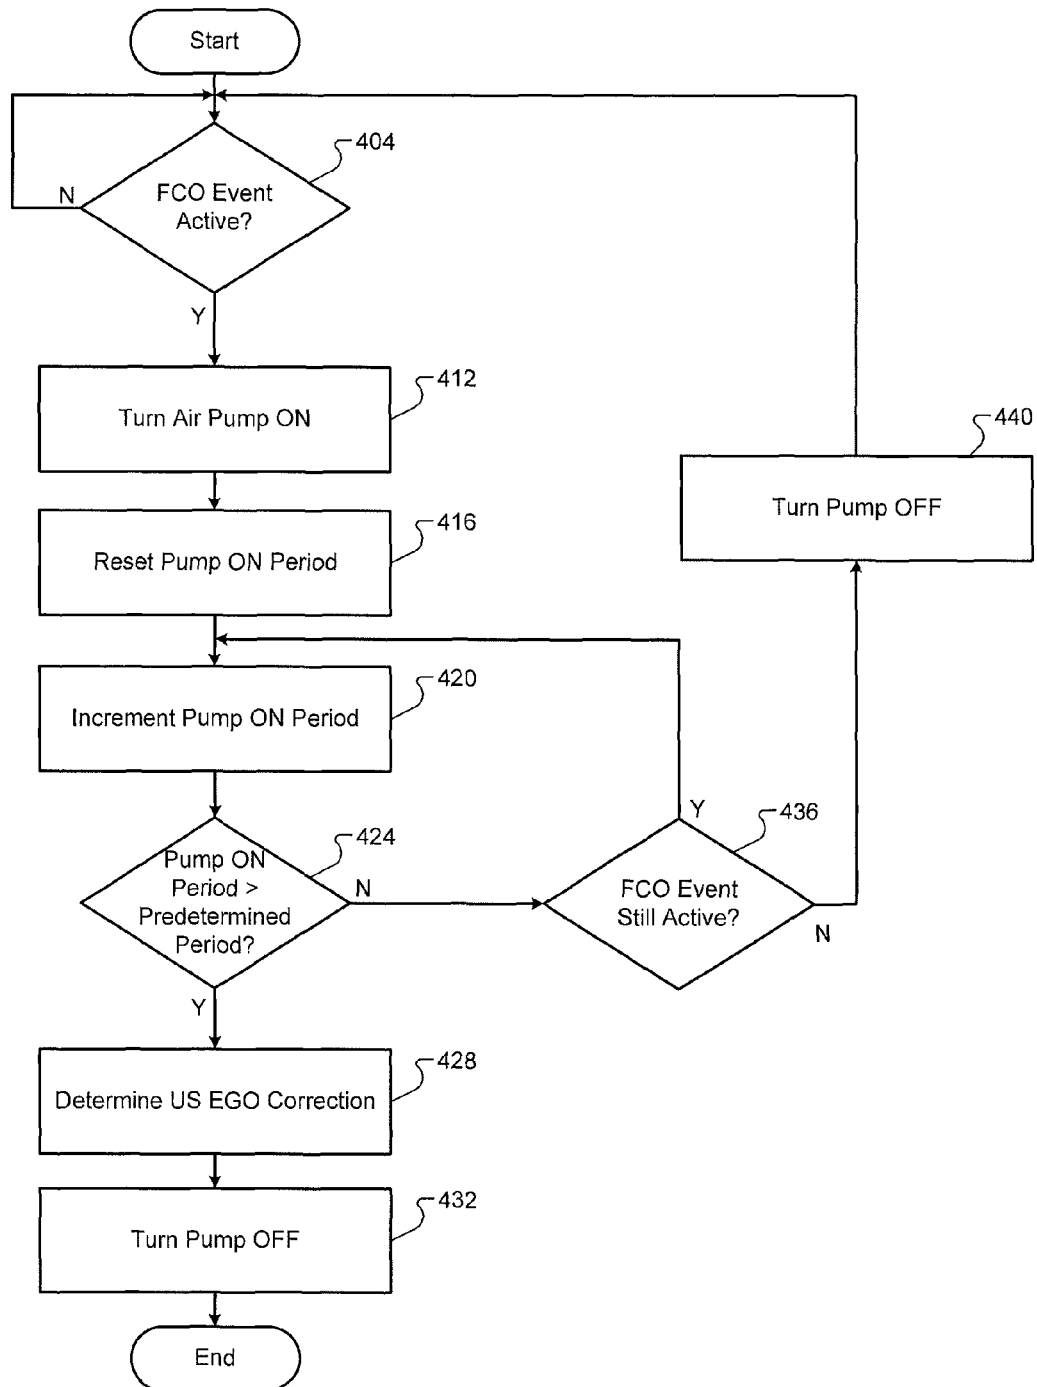 Start
404
FCO Event
Active?
N
Y
412
Turn Air Pump ON
440
Turn Pump OFF
416
Reset Pump ON Period
420
Increment Pump ON Period
424
Pump ON
Period >
Predetermined
Period?
N
Y
436
FCO Event
Still Active?
N
Y
428
Determine US EGO Correction
432
Turn Pump OFF
End